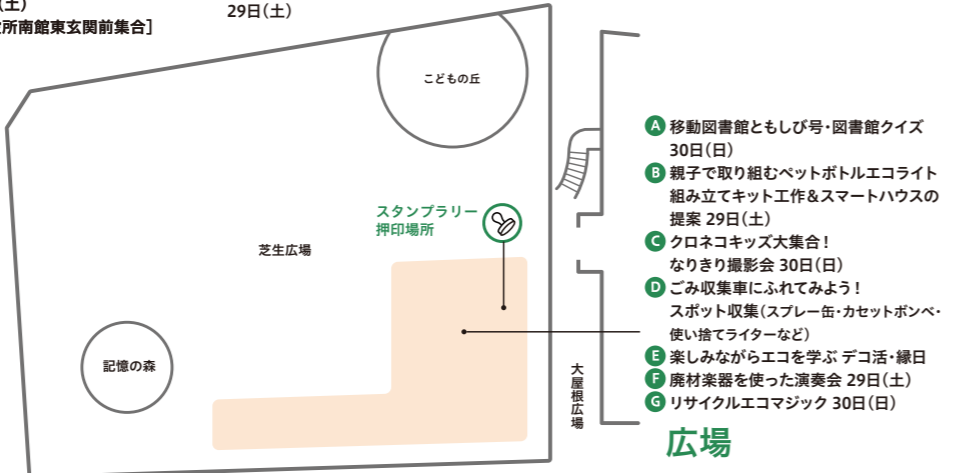 (土)
29日(土)
所南館東玄関前集合]
こどもの丘
スタンプラリー
押印場所
芝生広場
記憶の森
大屋根広場
A 移動図書館ともしび号・図書館クイズ
30日(日)
B 親子で取り組むペットボトルエコライト
組み立てキット工作&スマートハウスの
提案 29日(土)
C クロネコキッズ大集合!
なりきり撮影会 30日(日)
D ごみ収集車にふれてみよう!
スポット収集(スプレー缶・カセットボンベ・
使い捨てライターなど)
E 楽しみながらエコを学ぶ デコ活・縁日
F 廃材楽器を使った演奏会 29日(土)
G リサイクルエコマジック 30日(日)
広場